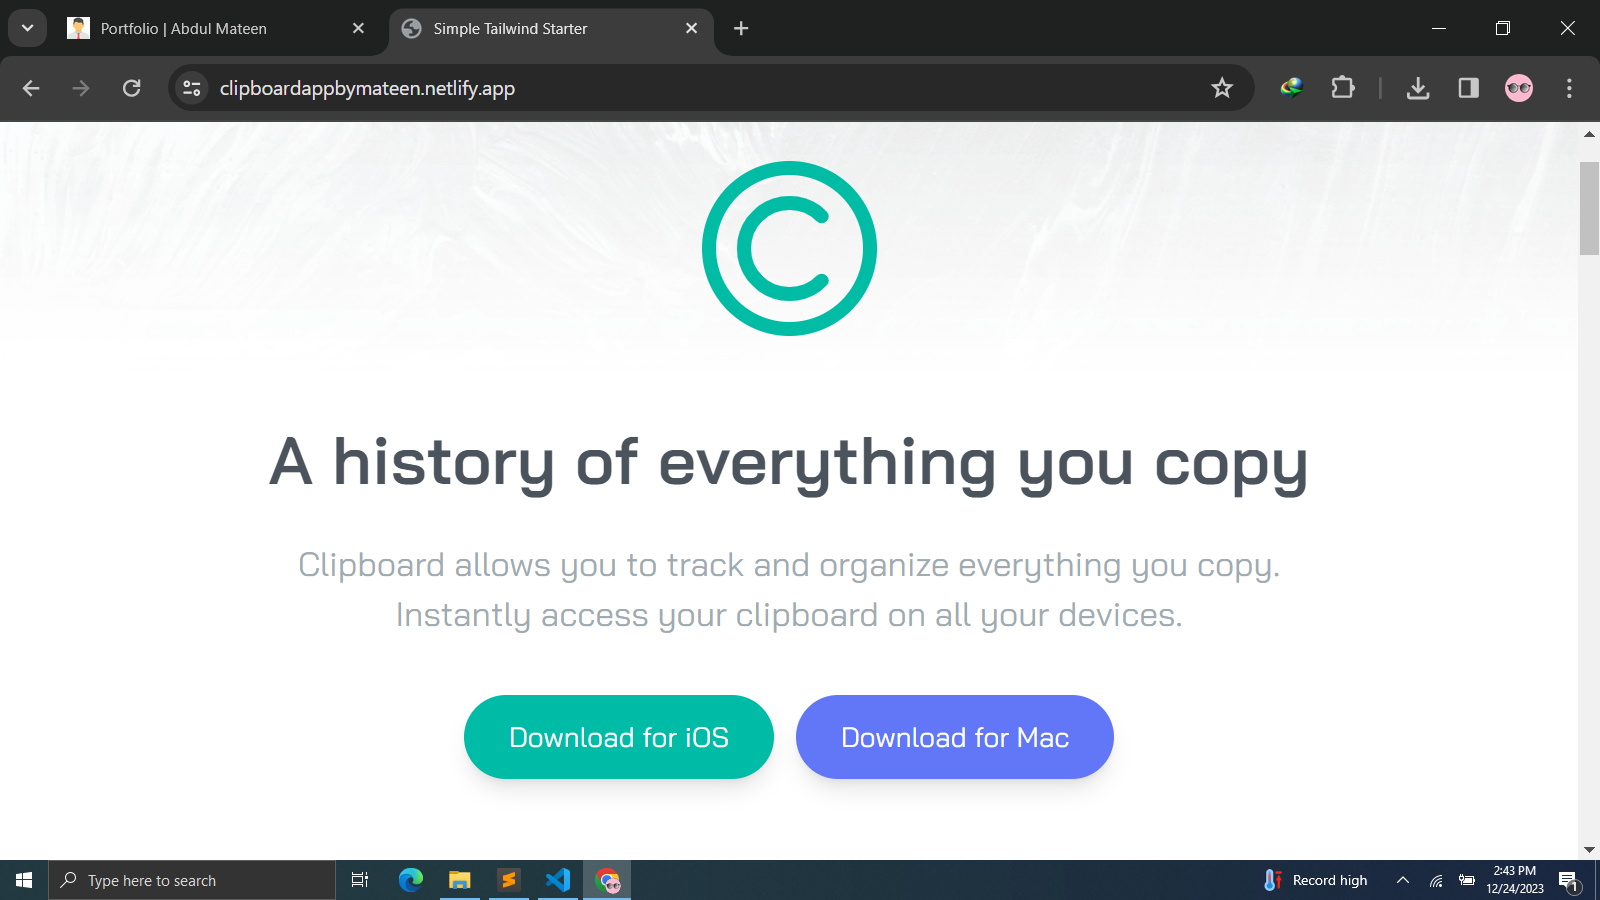 Portfolio | Abdul Mateen
Simple Tailwind Starter
clipboardappbymateen.netlify.app
C
A history of everything you copy
Clipboard allows you to track and organize everything you copy.
Instantly access your clipboard on all your devices.
Download for iOS
Download for Mac
Type here to search
Record high
2:43 PM
12/24/2023
1